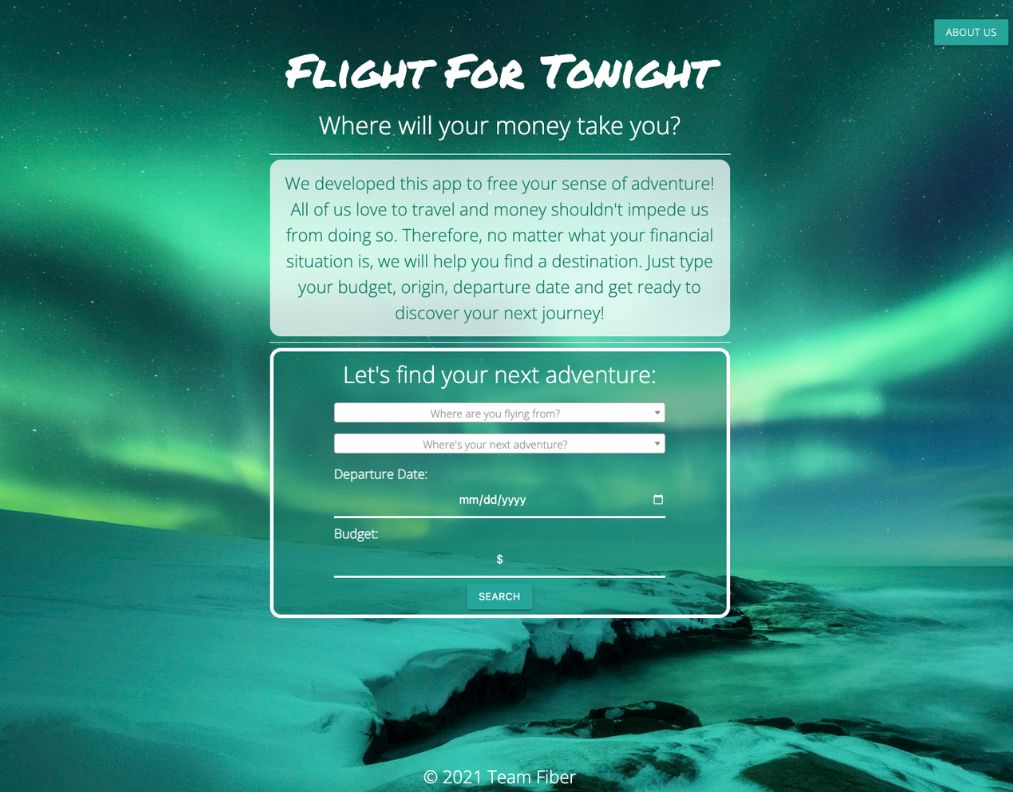 ABOUT US
Flight For Tonight
Where will your money take you?
We developed this app to free your sense of adventure!
All of us love to travel and money shouldn't impede us
from doing so. Therefore, no matter what your financial
situation is, we will help you find a destination. Just type
your budget, origin, departure date and get ready to
discover your next journey!
Let's find your next adventure:
Where are you flying from?
Where's your next adventure?
Departure Date:
mm/dd/yyyy
Budget:
$
SEARCH
© 2021 Team Fiber